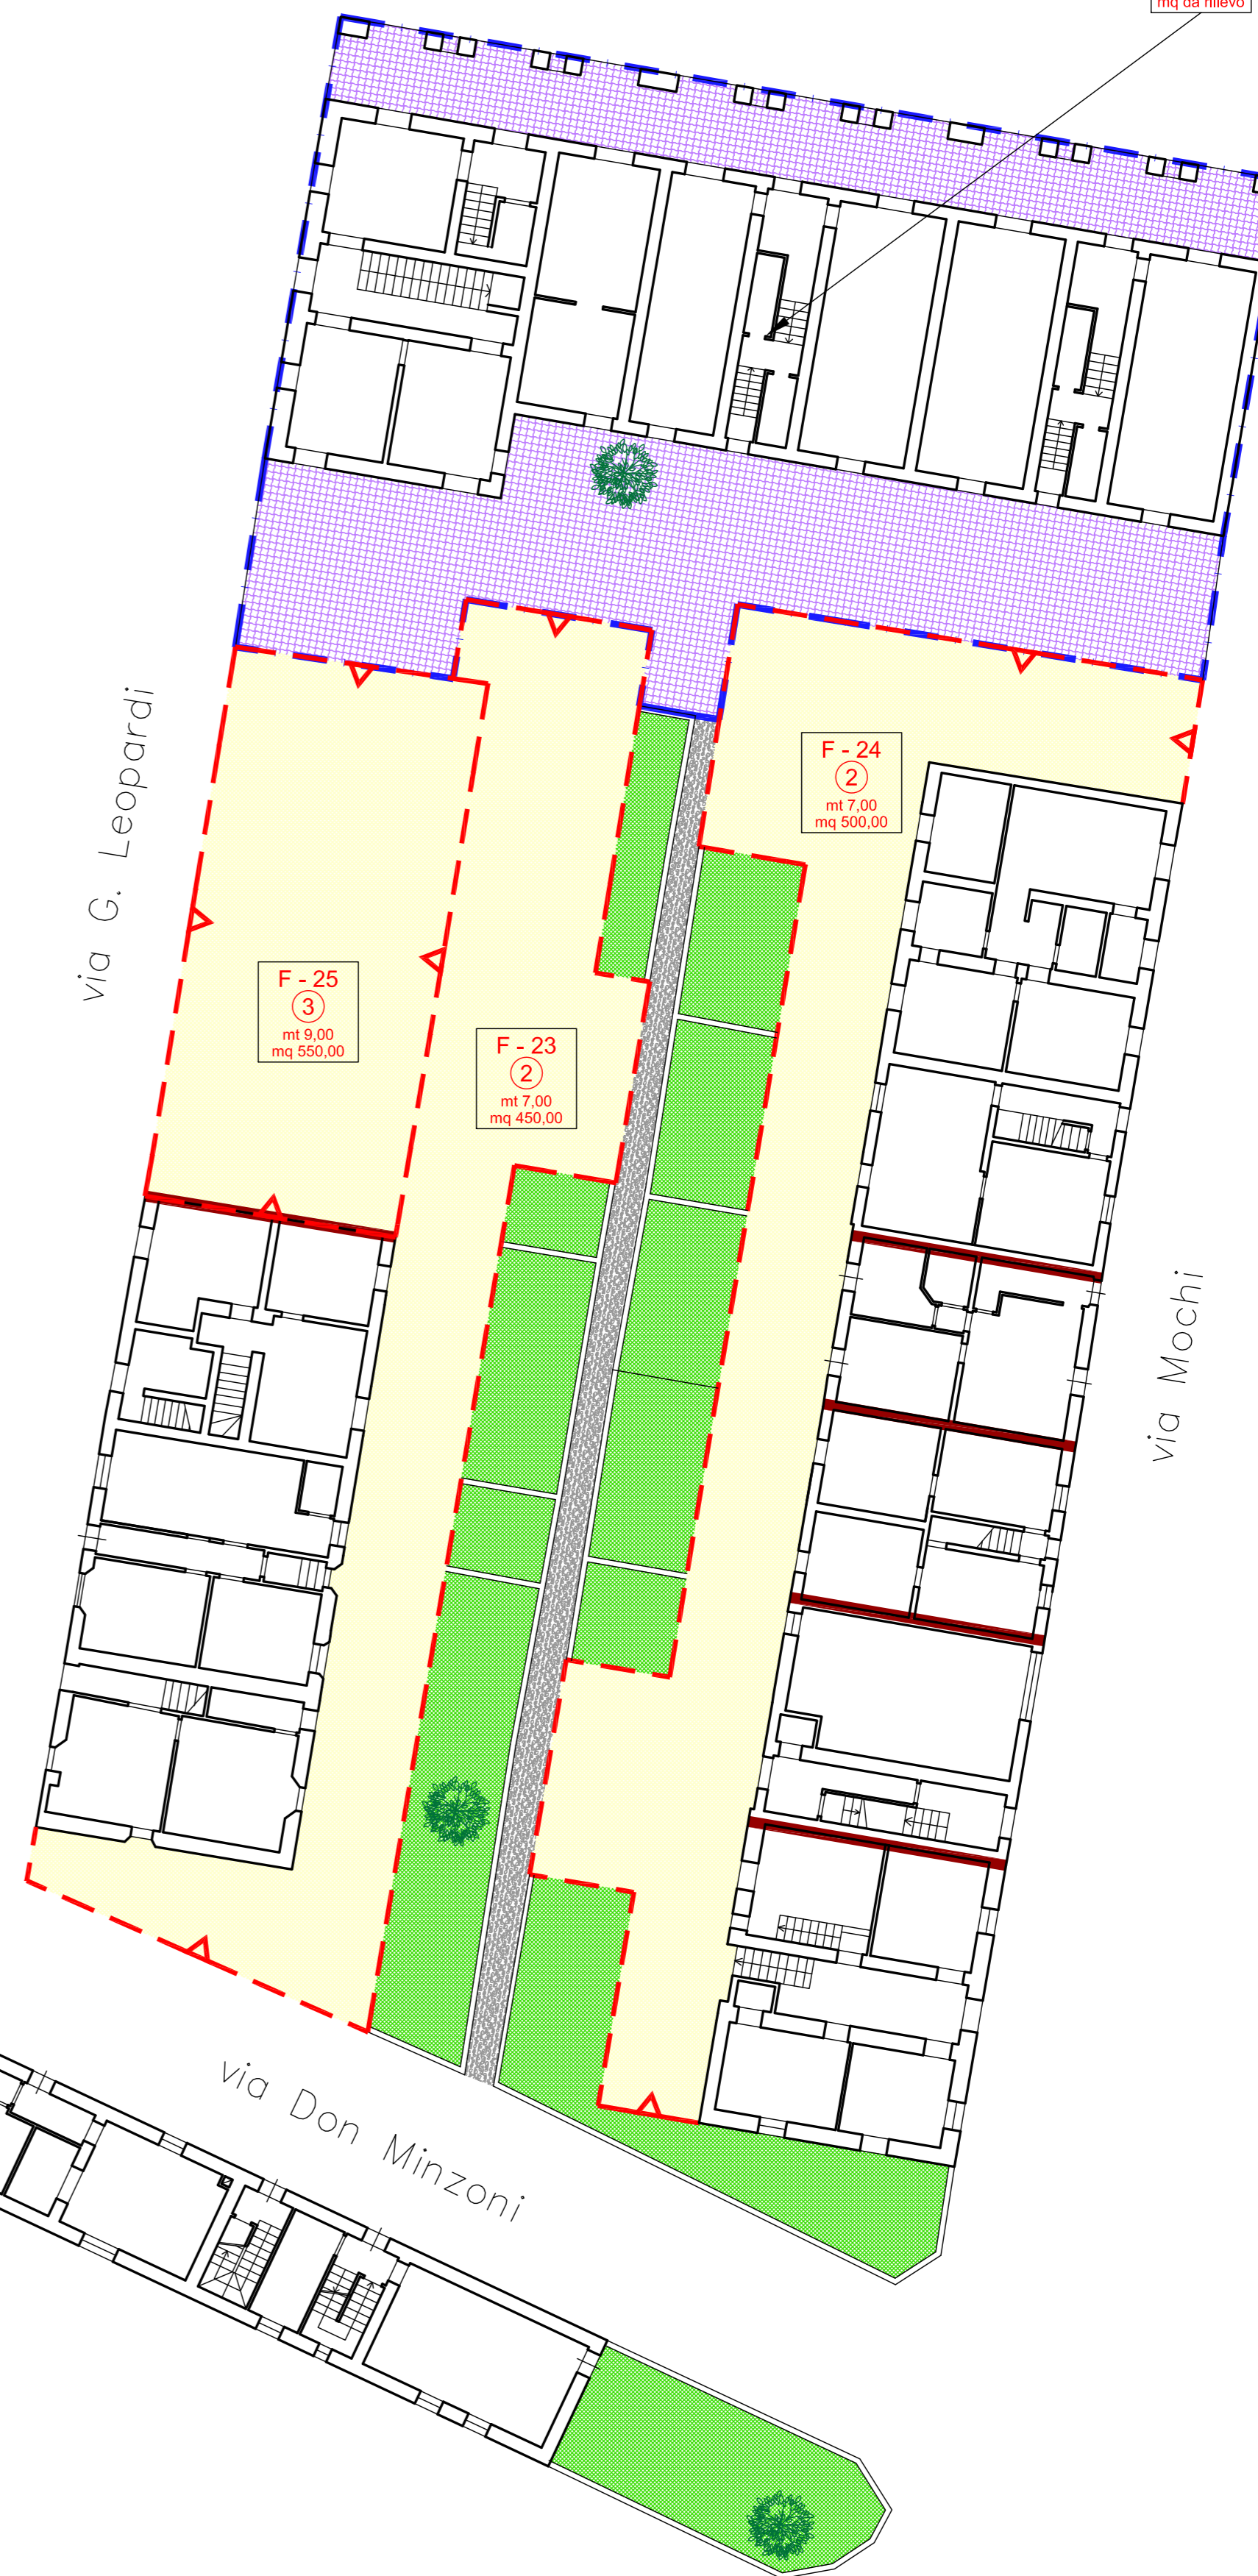 mq da rilievo
F - 24
2
mt 7,00
mq 500,00
via G. Leopardi
F - 25
3
mt 9,00
mq 550,00
F - 23
2
mt 7,00
mq 450,00
via Mochi
via Don Minzoni